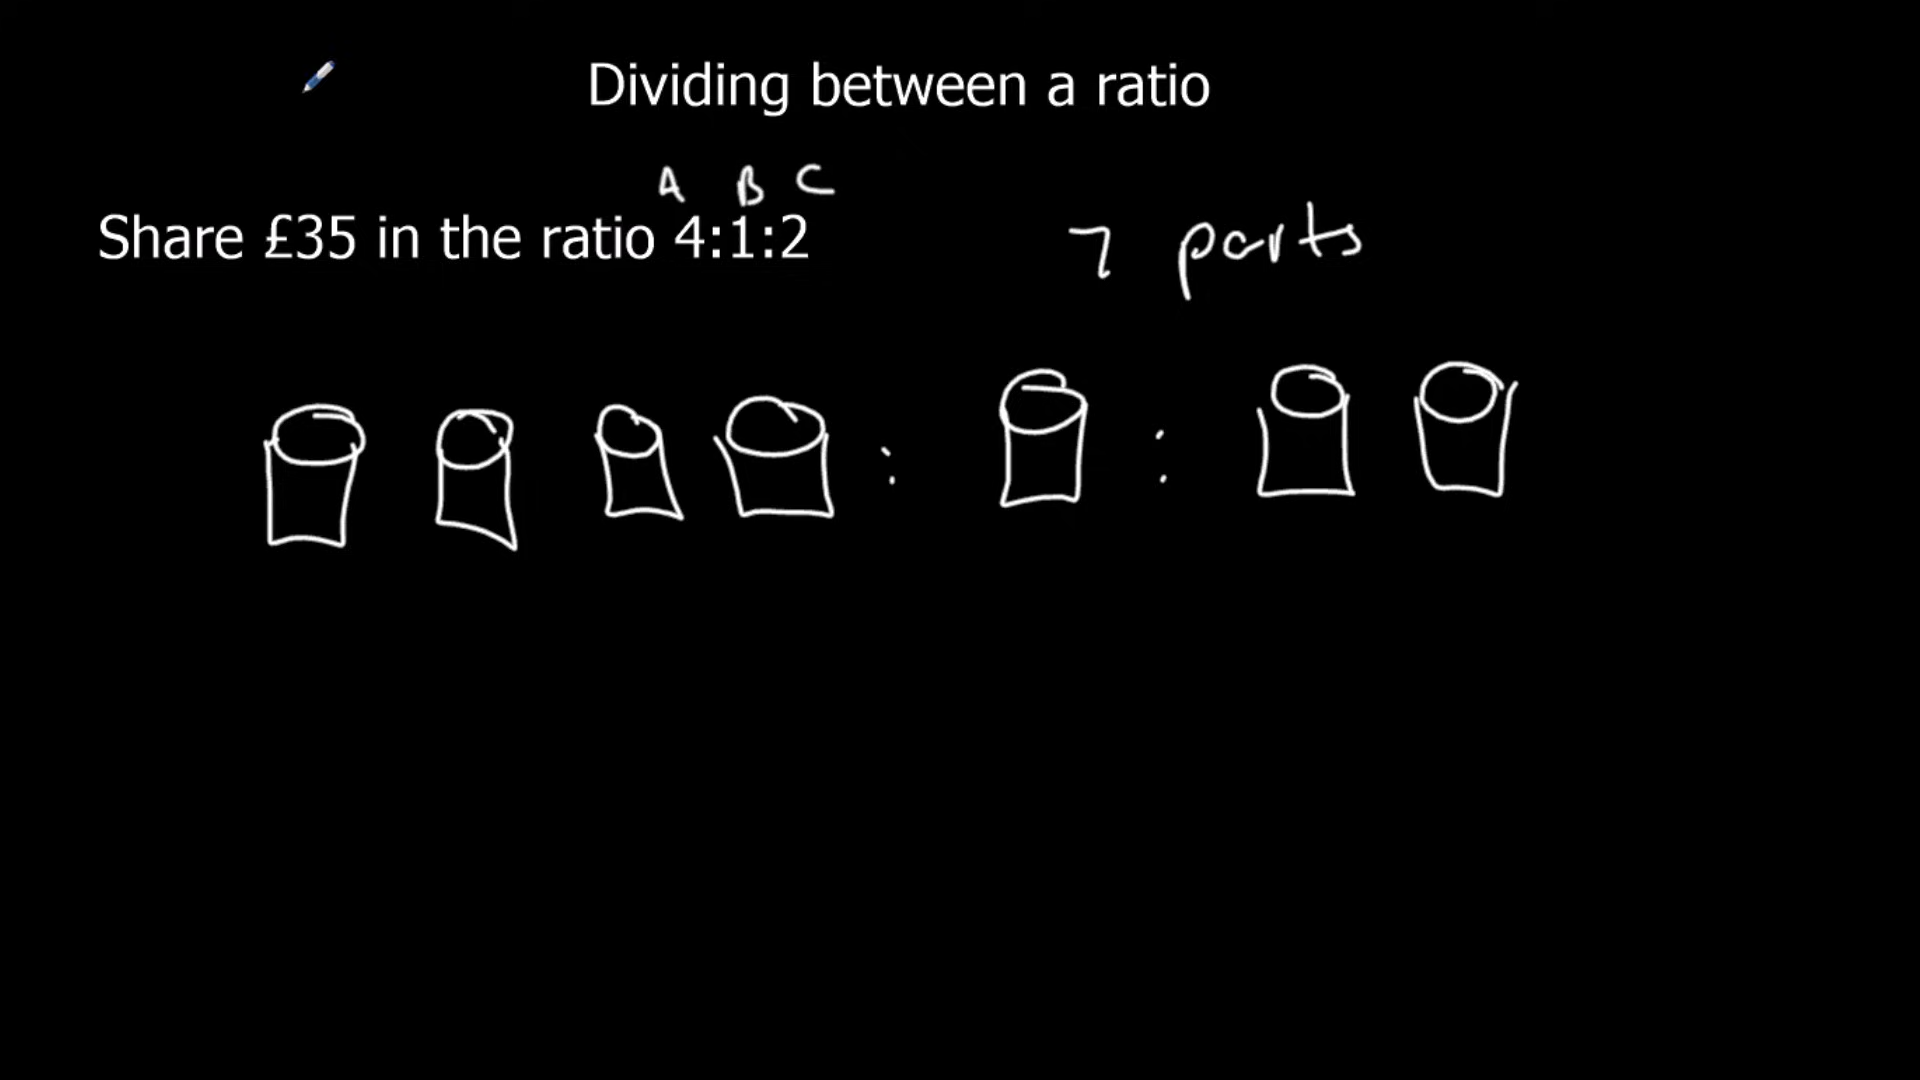 Dividing between a ratio
A B C
Share £35 in the ratio 4:1:2
7 parts
: :